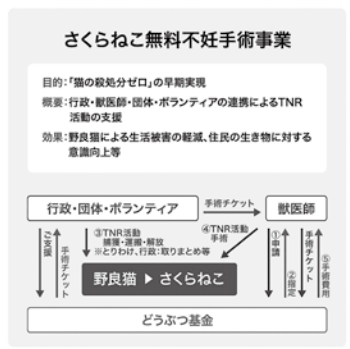 さくらねこ無料不妊手術事業
目的:「猫の殺処分ゼロ」の早期実現
概要:行政・獣医師・団体・ボランティアの連携によるTNR
活動の支援
効果:野良猫による生活被害の軽減、住民の生き物に対する
意識向上等
行政・団体・ボランティア
手術チケット
獣医師
ご支援
手術チケット
③TNR活動
捕獲・運搬・解放
※とりわけ、行政:取りまとめ等
④TNR活動
手術
①申請
②指定
手術チケット
⑤手術費用
野良猫 ▶ さくらねこ
どうぶつ基金